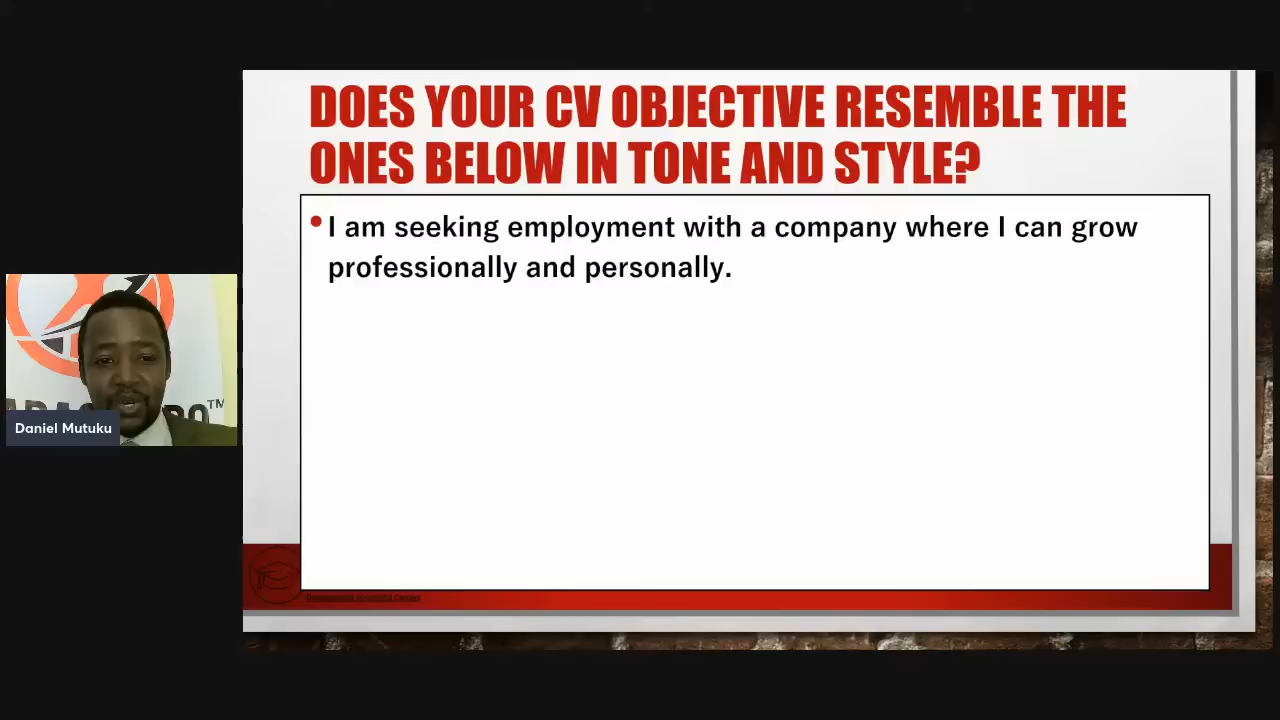 DOES YOUR CV OBJECTIVE RESEMBLE THE
ONES BELOW IN TONE AND STYLE?
• I am seeking employment with a company where I can grow
professionally and personally.
TM
Daniel Mutuku